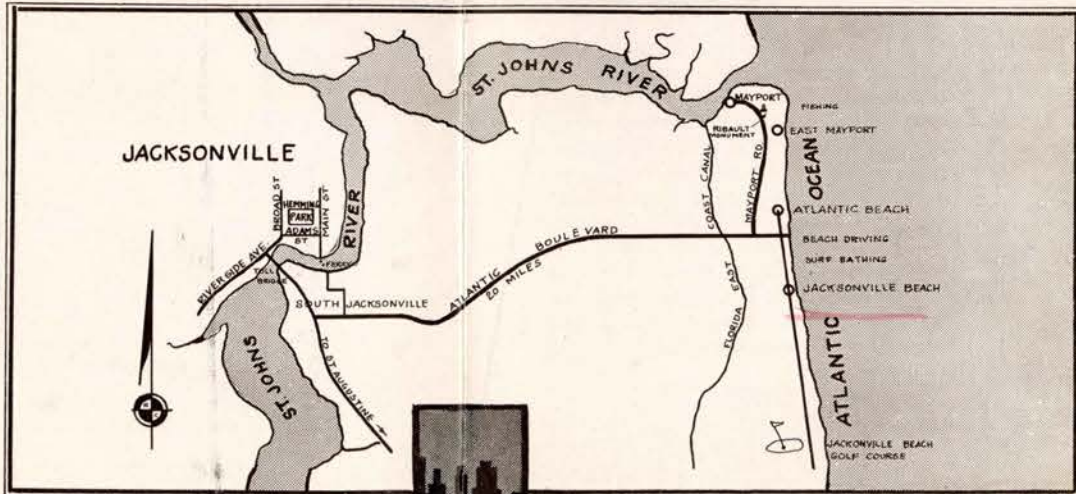 ST. JOHNS RIVER
MAYPORT
FISHING
RIBAULT
MONUMENT
EAST MAYPORT
JACKSONVILLE
OCEAN
COAST CANAL
MAYPORT RD
BROAD ST
HEMMING
PARK
MAIN ST
ADAMS
ST
RIVER
ATLANTIC BEACH
BOULEVARD
BEACH DRIVING
RIVERSIDE AVE
TOLL
BRIDGE
FERRY
SURF BATHING
ATLANTIC
20 MILES
SOUTH JACKSONVILLE
JACKSONVILLE BEACH
FLORIDA EAST
ST JOHNS
TO ST AUGUSTINE
ATLANTIC
JACKONVILLE BEACH
GOLF COURSE